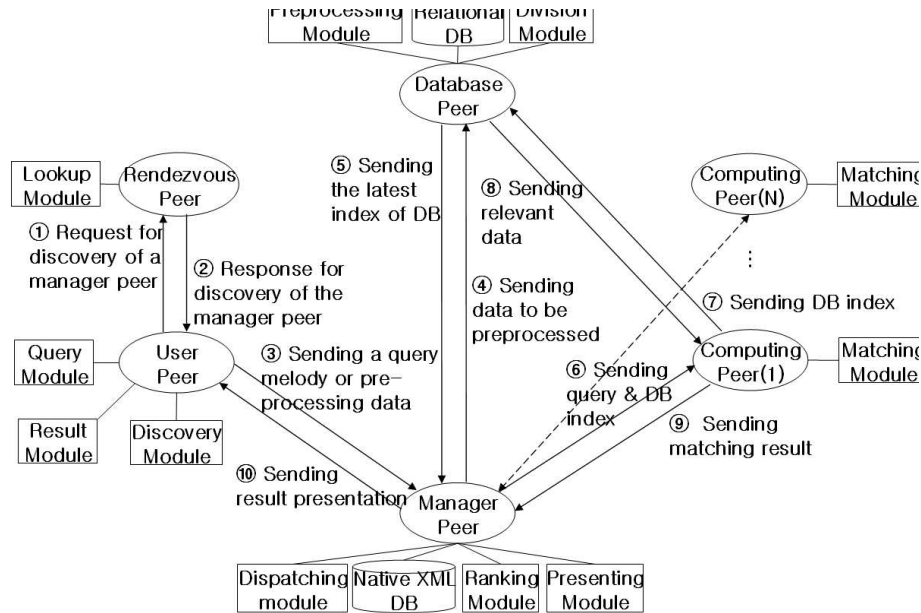 Preprocessing
Module
Relational
DB
Division
Module
Database
Peer
Lookup
Module
Rendezvous
Peer
① Request for
discovery of a
manager peer
② Response for
discovery of the
manager peer
⑤ Sending
the latest
index of DB
⑧ Sending
relevant
data
④ Sending
data to be
preprocessed
Computing
Peer(N)
Matching
Module
⋮
⑦ Sending DB index
Query
Module
User
Peer
Result
Module
Discovery
Module
③ Sending a query
melody or pre-
processing data
⑥ Sending
query & DB
index
Computing
Peer(1)
Matching
Module
⑨ Sending
matching result
⑩ Sending
result presentation
Manager
Peer
Dispatching
module
Native XML
DB
Ranking
Module
Presenting
Module